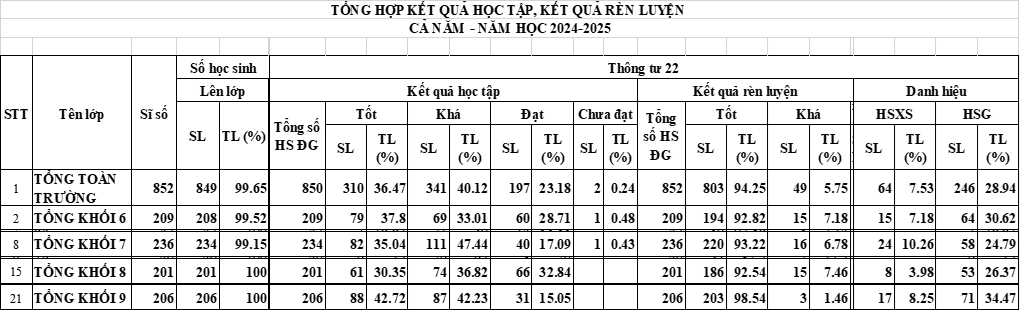 TỔNG HỢP KẾT QUẢ HỌC TẬP, KẾT QUẢ RÈN LUYỆN
CẢ NĂM - NĂM HỌC 2024-2025
STT Tên lớp Sĩ số Số học sinh Thông tư 22
Lên lớp Kết quả học tập Kết quả rèn luyện Danh hiệu
SL TL (%) Tổng số HS ĐG Tốt Khá Đạt Chưa đạt Tổng số HS ĐG Tốt Khá HSXS HSG
SL TL (%) SL TL (%) SL TL (%) SL TL (%) SL TL (%) SL TL (%) SL TL (%) SL TL (%)
1 TỔNG TOÀN TRƯỜNG 852 849 99.65 850 310 36.47 341 40.12 197 23.18 2 0.24 852 803 94.25 49 5.75 64 7.53 246 28.94
2 TỔNG KHỐI 6 209 208 99.52 209 79 37.8 69 33.01 60 28.71 1 0.48 209 194 92.82 15 7.18 15 7.18 64 30.62
8 TỔNG KHỐI 7 236 234 99.15 234 82 35.04 111 47.44 40 17.09 1 0.43 236 220 93.22 16 6.78 24 10.26 58 24.79
15 TỔNG KHỐI 8 201 201 100 201 61 30.35 74 36.82 66 32.84 201 186 92.54 15 7.46 8 3.98 53 26.37
21 TỔNG KHỐI 9 206 206 100 206 88 42.72 87 42.23 31 15.05 206 203 98.54 3 1.46 17 8.25 71 34.47